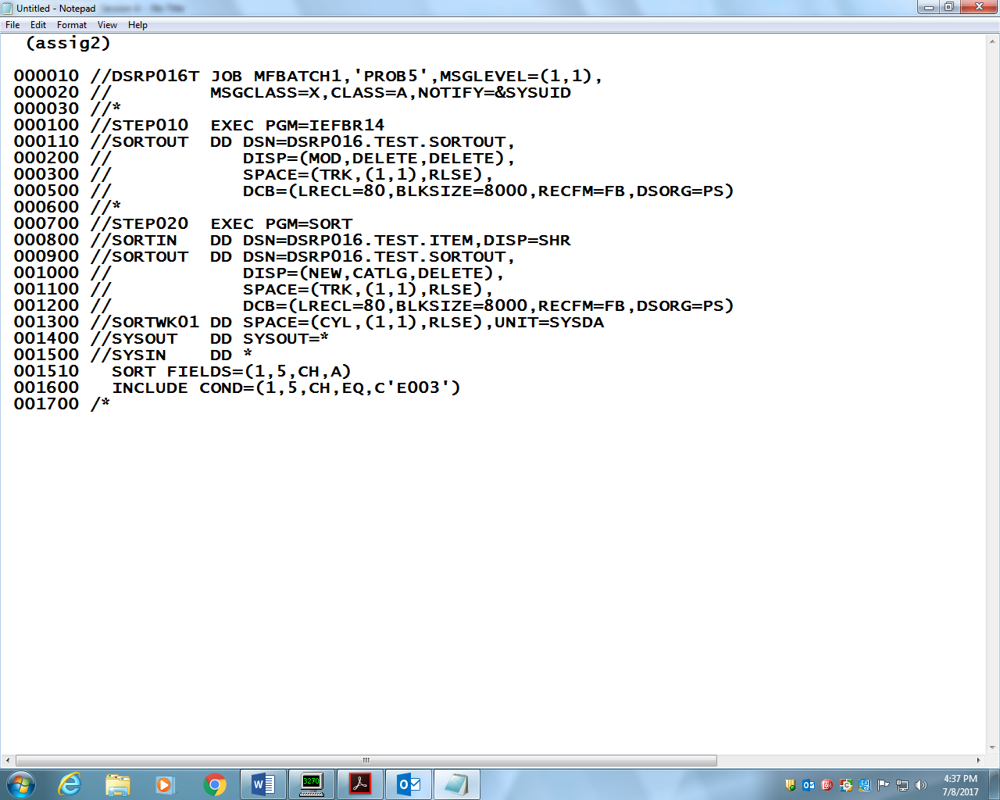 Untitled - Notepad
File Edit Format View Help
(assig2)
000010 //DSRP016T JOB MFBATCH1,'PROB5',MSGLEVEL=(1,1),
000020 //         MSGCLASS=X,CLASS=A,NOTIFY=&SYSUID
000030 //*
000100 //STEP010  EXEC PGM=IEFBR14
000110 //SORTOUT  DD DSN=DSRP016.TEST.SORTOUT,
000200 //            DISP=(MOD,DELETE,DELETE),
000300 //            SPACE=(TRK,(1,1),RLSE),
000500 //            DCB=(LRECL=80,BLKSIZE=8000,RECFM=FB,DSORG=PS)
000600 //*
000700 //STEP020  EXEC PGM=SORT
000800 //SORTIN   DD DSN=DSRP016.TEST.ITEM,DISP=SHR
000900 //SORTOUT  DD DSN=DSRP016.TEST.SORTOUT,
001000 //            DISP=(NEW,CATLG,DELETE),
001100 //            SPACE=(TRK,(1,1),RLSE),
001200 //            DCB=(LRECL=80,BLKSIZE=8000,RECFM=FB,DSORG=PS)
001300 //SORTWK01 DD SPACE=(CYL,(1,1),RLSE),UNIT=SYSDA
001400 //SYSOUT   DD SYSOUT=*
001500 //SYSIN    DD *
001510   SORT FIELDS=(1,5,CH,A)
001600   INCLUDE COND=(1,5,CH,EQ,C'E003')
001700 /*
3270
4:37 PM
7/8/2017